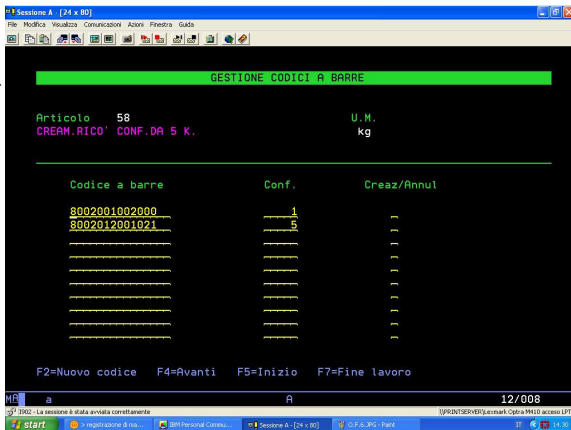 Sessione A - [24 x 80]
File Modifica Visualizza Comunicazioni Azioni Finestra Guida
GESTIONE CODICI A BARRE
Articolo 58 U.M.
CREAM.RICO' CONF.DA 5 K. kg
Codice a barre Conf. Creaz/Annul
8002001002000 1
8002012001021 5
F2=Nuovo codice F4=Avanti F5=Inizio F7=Fine lavoro
MA a A 12/008
I902 - La sessione è stata avviata correttamente \\PRINTSERVER\Lexmark Optra M410 acceso LPT
start > registrazione di ma... IBM Personal Commu... Sessione A - [24 x 80] O.F.6.JPG - Paint IT 14.30